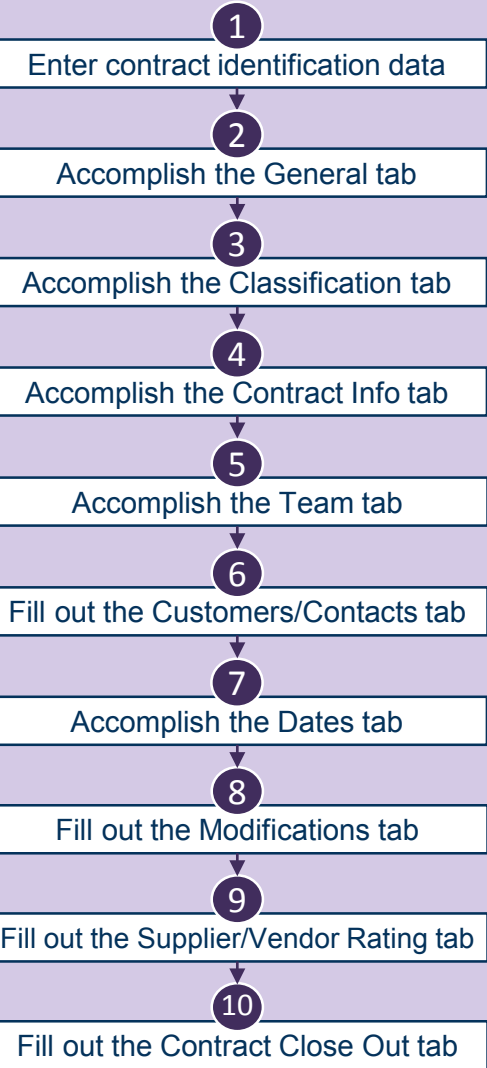 1
Enter contract identification data
2
Accomplish the General tab
3
Accomplish the Classification tab
4
Accomplish the Contract Info tab
5
Accomplish the Team tab
6
Fill out the Customers/Contacts tab
7
Accomplish the Dates tab
8
Fill out the Modifications tab
9
Fill out the Supplier/Vendor Rating tab
10
Fill out the Contract Close Out tab